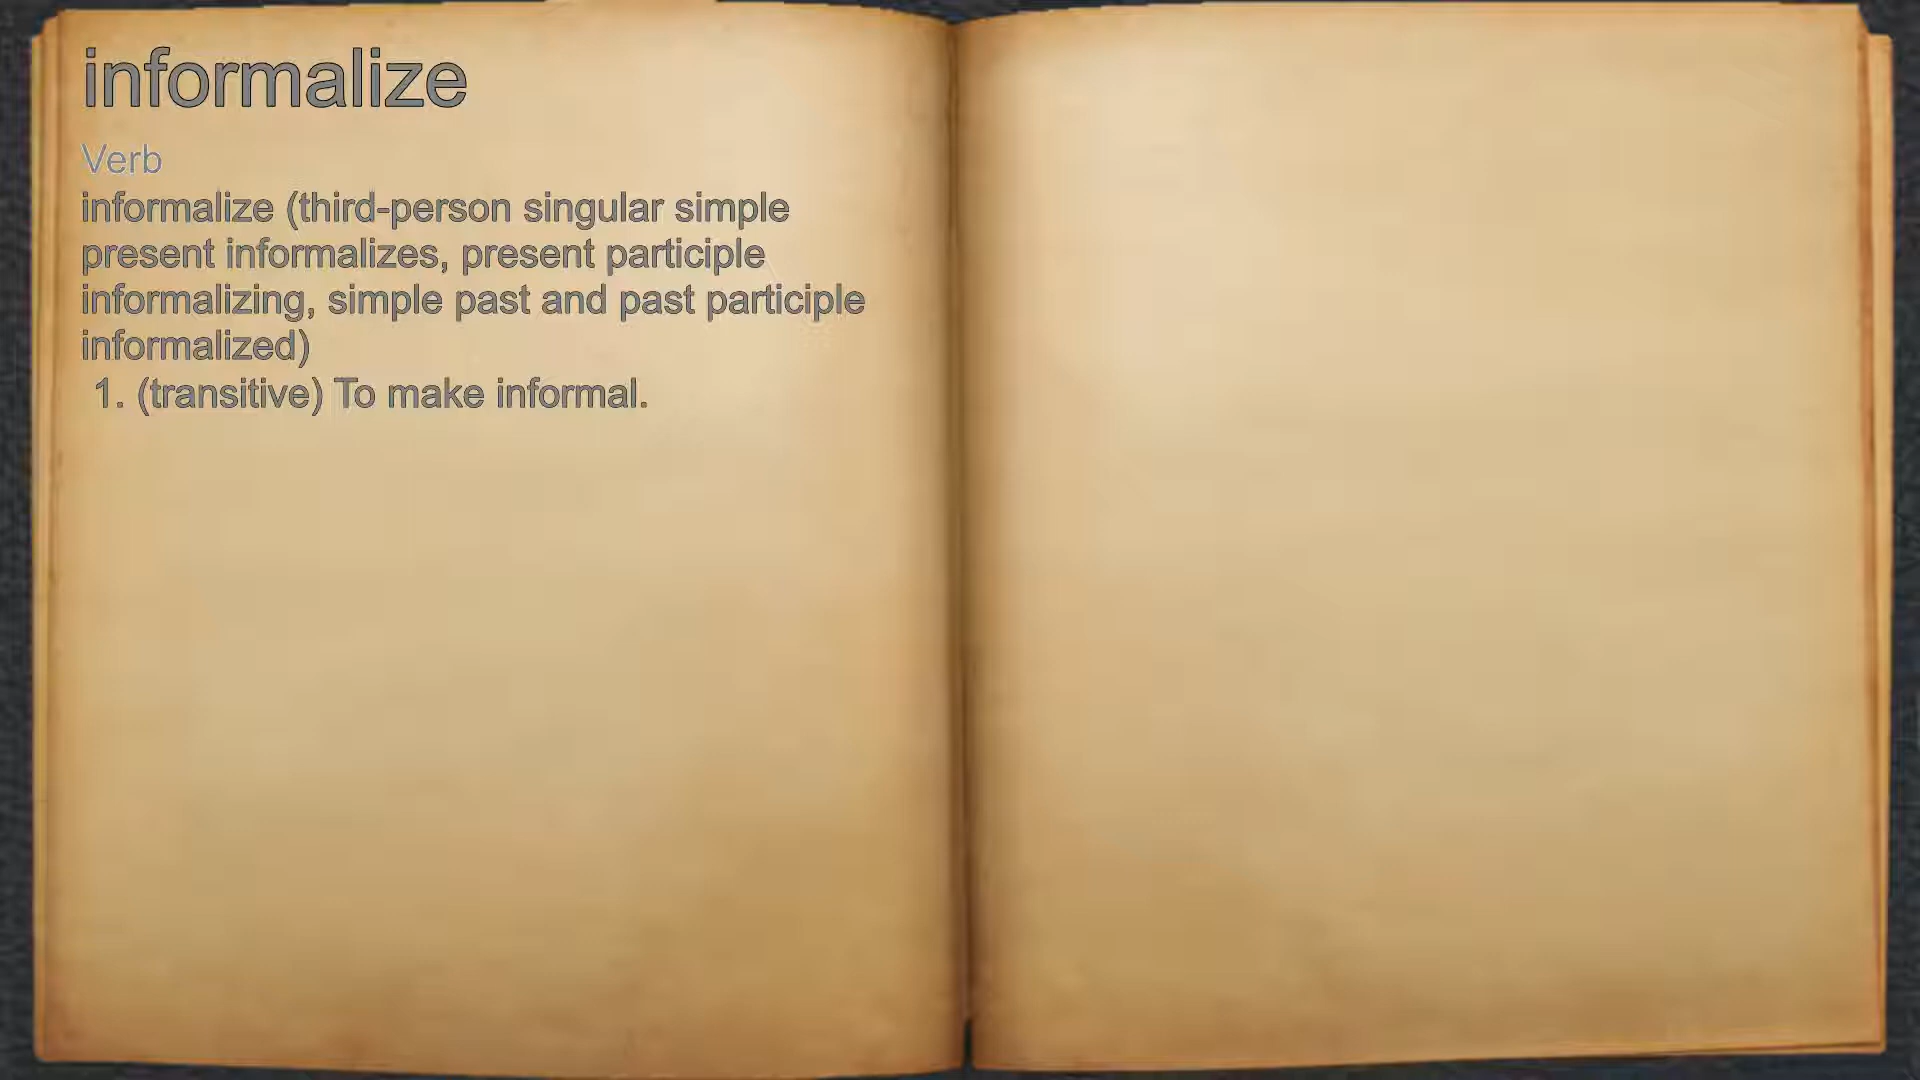 informalize
Verb
informalize (third-person singular simple
present informalizes, present participle
informalizing, simple past and past participle
informalized)
1. (transitive) To make informal.